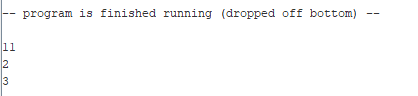 -- program is finished running (dropped off bottom) --
11
2
3